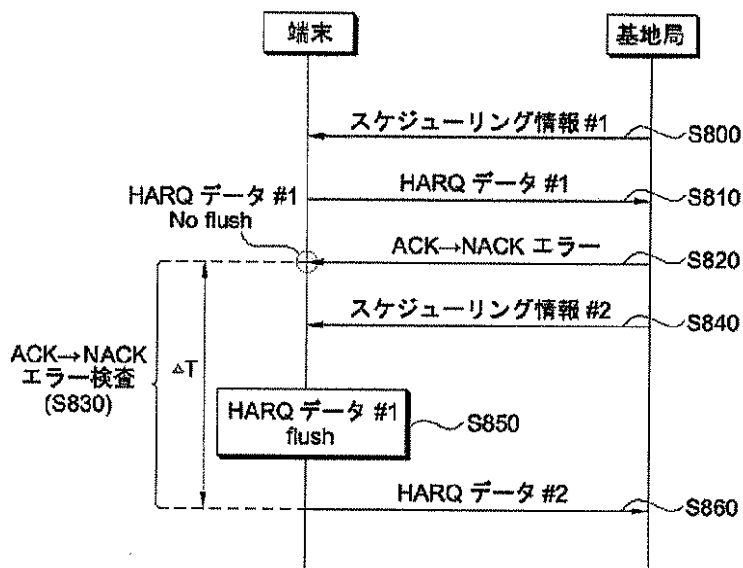 端末
基地局
スケジューリング情報 #1
S800
HARQ データ #1
S810
HARQ データ #1
No flush
ACK→NACK エラー
S820
スケジューリング情報 #2
S840
ACK→NACK
エラー検査
(S830)
△T
HARQ データ #1
flush
S850
HARQ データ #2
S860